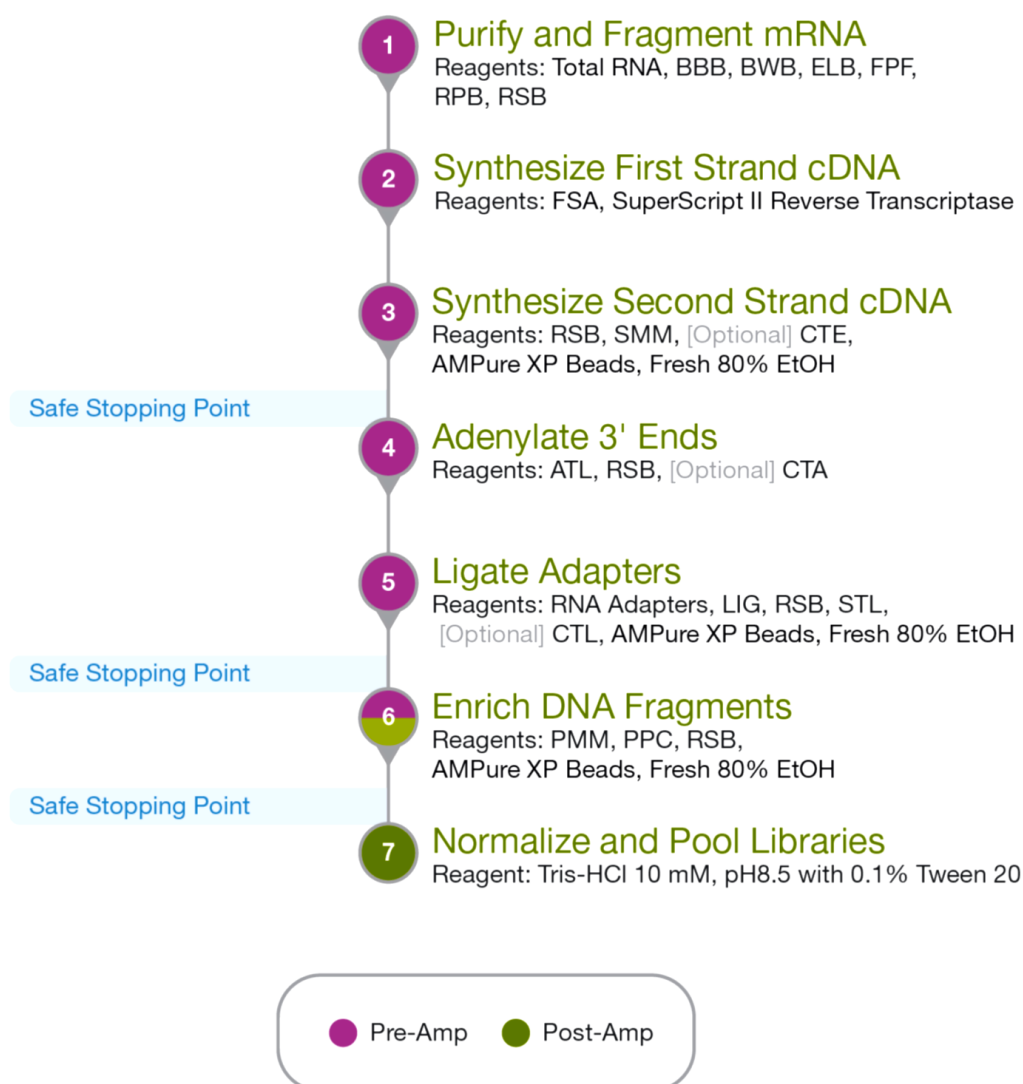 1
Purify and Fragment mRNA
Reagents: Total RNA, BBB, BWB, ELB, FPF,
RPB, RSB
2
Synthesize First Strand cDNA
Reagents: FSA, SuperScript II Reverse Transcriptase
3
Synthesize Second Strand cDNA
Reagents: RSB, SMM, [Optional] CTE,
AMPure XP Beads, Fresh 80% EtOH
Safe Stopping Point
4
Adenylate 3' Ends
Reagents: ATL, RSB, [Optional] CTA
5
Ligate Adapters
Reagents: RNA Adapters, LIG, RSB, STL,
[Optional] CTL, AMPure XP Beads, Fresh 80% EtOH
Safe Stopping Point
6
Enrich DNA Fragments
Reagents: PMM, PPC, RSB,
AMPure XP Beads, Fresh 80% EtOH
Safe Stopping Point
7
Normalize and Pool Libraries
Reagent: Tris-HCl 10 mM, pH8.5 with 0.1% Tween 20
Pre-Amp
Post-Amp